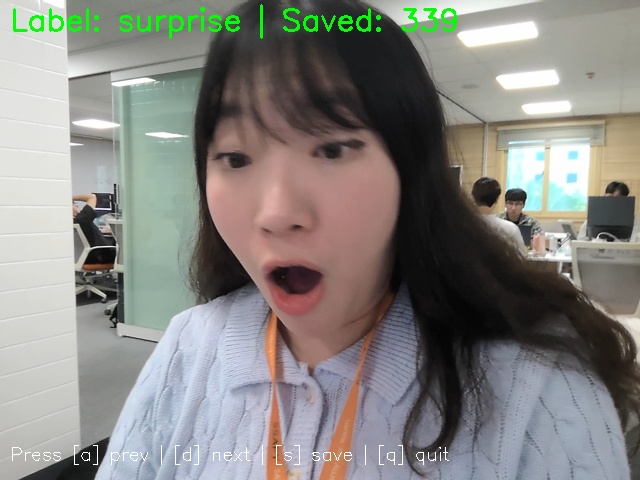 Label: surprise | Saved: 339
Press [a] prev | [d] next | [s] save | [q] quit